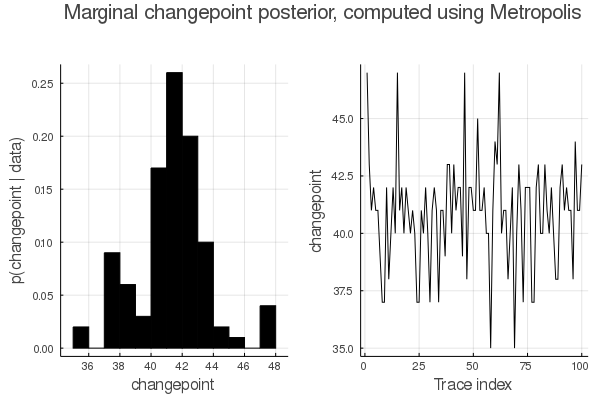 Marginal changepoint posterior, computed using Metropolis
p(changepoint | data)
0.25
0.20
0.15
0.10
0.05
0.00
36 38 40 42 44 46 48
changepoint
changepoint
45.0
42.5
40.0
37.5
35.0
0 25 50 75 100
Trace index